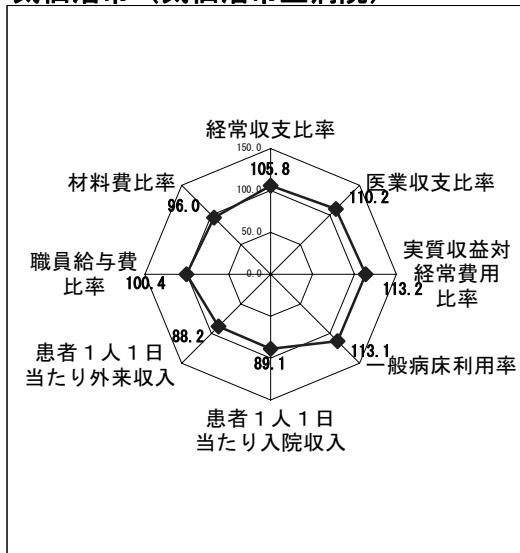 経常収支比率
150.0
105.8
100.0
50.0
0.0
医業収支比率
110.2
実質収益対
経常費用
比率
113.2
一般病床利用率
113.1
患者１人１日
当たり入院収入
89.1
患者１人１日
当たり外来収入
88.2
職員給与費
比率
100.4
材料費比率
96.0